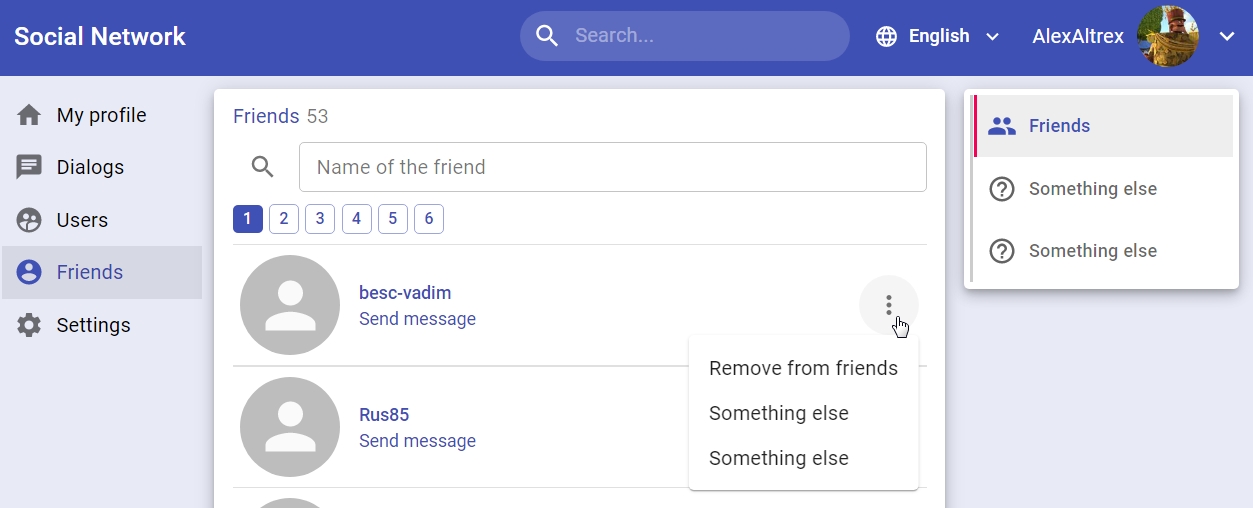 Social Network
Search...
English
AlexAltrex
My profile
Dialogs
Users
Friends
Settings
Friends 53
Name of the friend
1 2 3 4 5 6
besc-vadim
Send message
Remove from friends
Something else
Something else
Rus85
Send message
Friends
Something else
Something else